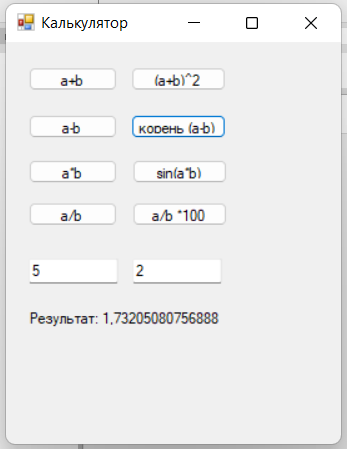 Калькулятор
a+b (a+b)^2
a-b корень (a-b)
a*b sin(a*b)
a/b a/b *100
5 2
Результат: 1,73205080756888